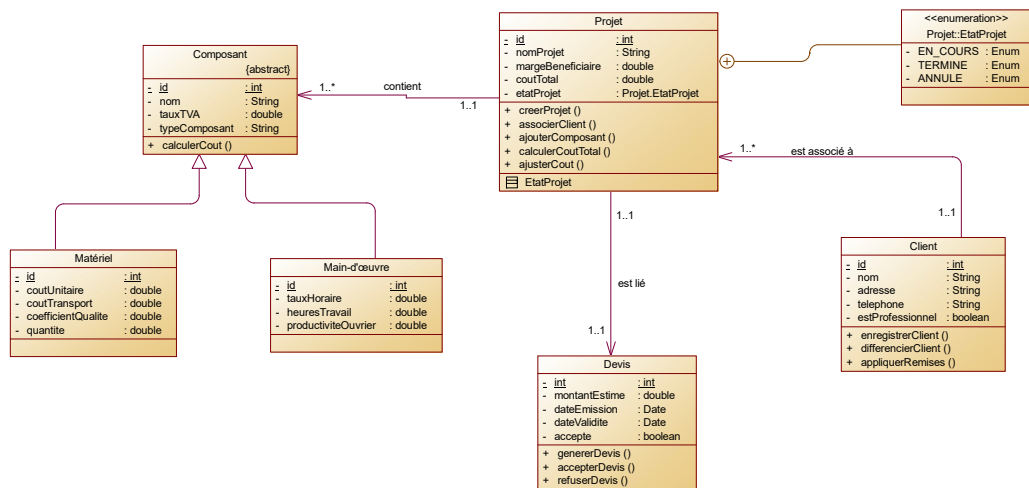 Composant
{abstract}
- id : int
- nom : String
- tauxTVA : double
- typeComposant : String
+ calculerCout ()
1..*
contient
1..1
Projet
- id : int
- nomProjet : String
- margeBeneficiaire : double
- coutTotal : double
- etatProjet : Projet.EtatProjet
+ creerProjet ()
+ associerClient ()
+ ajouterComposant ()
+ calculerCoutTotal ()
+ ajusterCout ()
EtatProjet
<<enumeration>>
Projet::EtatProjet
- EN_COURS : Enum
- TERMINE : Enum
- ANNULE : Enum
1..*
est associé à
1..1
Matériel
- id : int
- coutUnitaire : double
- coutTransport : double
- coefficientQualite : double
- quantite : double
Main-d'œuvre
- id : int
- tauxHoraire : double
- heuresTravail : double
- productiviteOuvrier : double
1..1
est lié
1..1
Client
- id : int
- nom : String
- adresse : String
- telephone : String
- estProfessionnel : boolean
+ enregistrerClient ()
+ differencierClient ()
+ appliquerRemises ()
Devis
- int : int
- montantEstime : double
- dateEmission : Date
- dateValidite : Date
- accepte : boolean
+ genererDevis ()
+ accepterDevis ()
+ refuserDevis ()